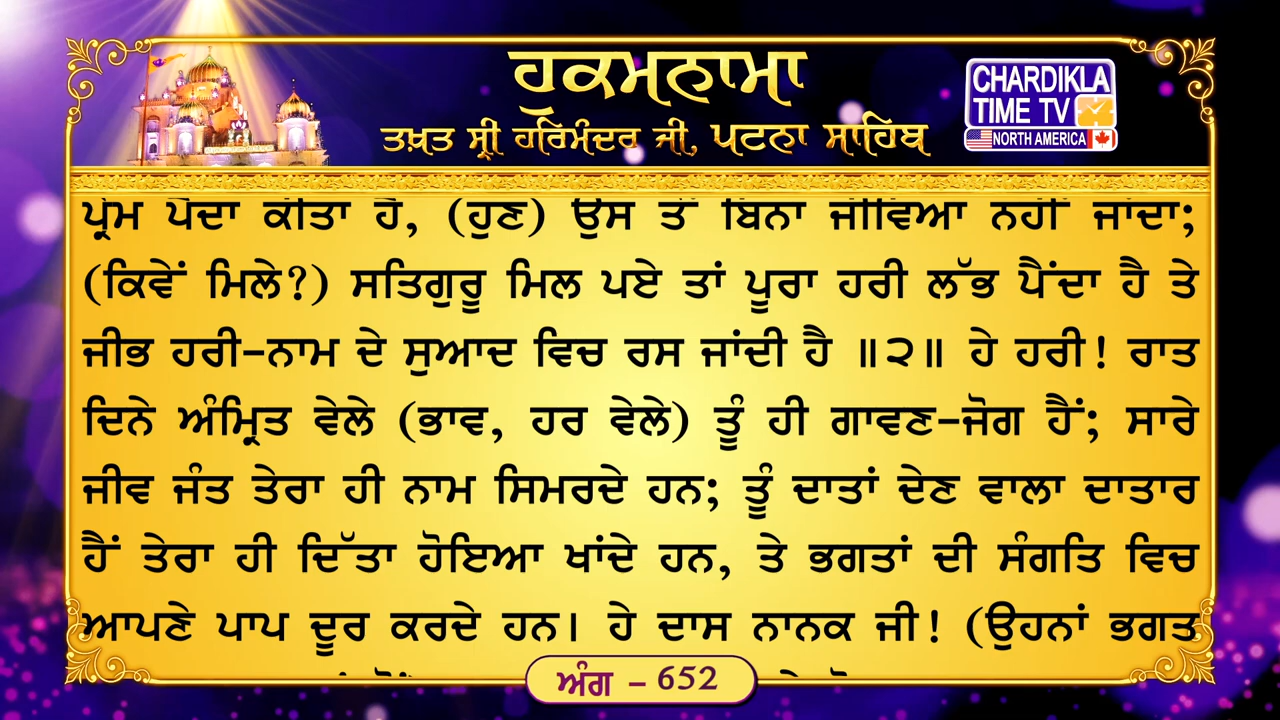 ਹੁਕਮਨਾਮਾ
ਤਖ਼ਤ ਸ੍ਰੀ ਹਰਿਮੰਦਰ ਜੀ, ਪਟਨਾ ਸਾਹਿਬ
CHARDIKLA
TIME TV
NORTH AMERICA
ਪ੍ਰੇਮ ਪੈਦਾ ਕੀਤਾ ਹੈ, (ਹੁਣ) ਉਸ ਤੋਂ ਬਿਨਾ ਜੀਵਿਆ ਨਹੀਂ ਜਾਂਦਾ;
(ਕਿਵੇਂ ਮਿਲੇ?) ਸਤਿਗੁਰੂ ਮਿਲ ਪਏ ਤਾਂ ਪੂਰਾ ਹਰੀ ਲੱਭ ਪੈਂਦਾ ਹੈ ਤੇ
ਜੀਭ ਹਰੀ-ਨਾਮ ਦੇ ਸੁਆਦ ਵਿਚ ਰਸ ਜਾਂਦੀ ਹੈ ॥੨॥ ਹੇ ਹਰੀ! ਰਾਤ
ਦਿਨੇ ਅੰਮ੍ਰਿਤ ਵੇਲੇ (ਭਾਵ, ਹਰ ਵੇਲੇ) ਤੂੰ ਹੀ ਗਾਵਣ-ਜੋਗ ਹੈਂ; ਸਾਰੇ
ਜੀਵ ਜੰਤ ਤੇਰਾ ਹੀ ਨਾਮ ਸਿਮਰਦੇ ਹਨ; ਤੂੰ ਦਾਤਾਂ ਦੇਣ ਵਾਲਾ ਦਾਤਾਰ
ਹੈਂ ਤੇਰਾ ਹੀ ਦਿੱਤਾ ਹੋਇਆ ਖਾਂਦੇ ਹਨ, ਤੇ ਭਗਤਾਂ ਦੀ ਸੰਗਤਿ ਵਿਚ
ਆਪਣੇ ਪਾਪ ਦੂਰ ਕਰਦੇ ਹਨ। ਹੇ ਦਾਸ ਨਾਨਕ ਜੀ! (ਉਹਨਾਂ ਭਗਤ
ਅੰਗ - 652